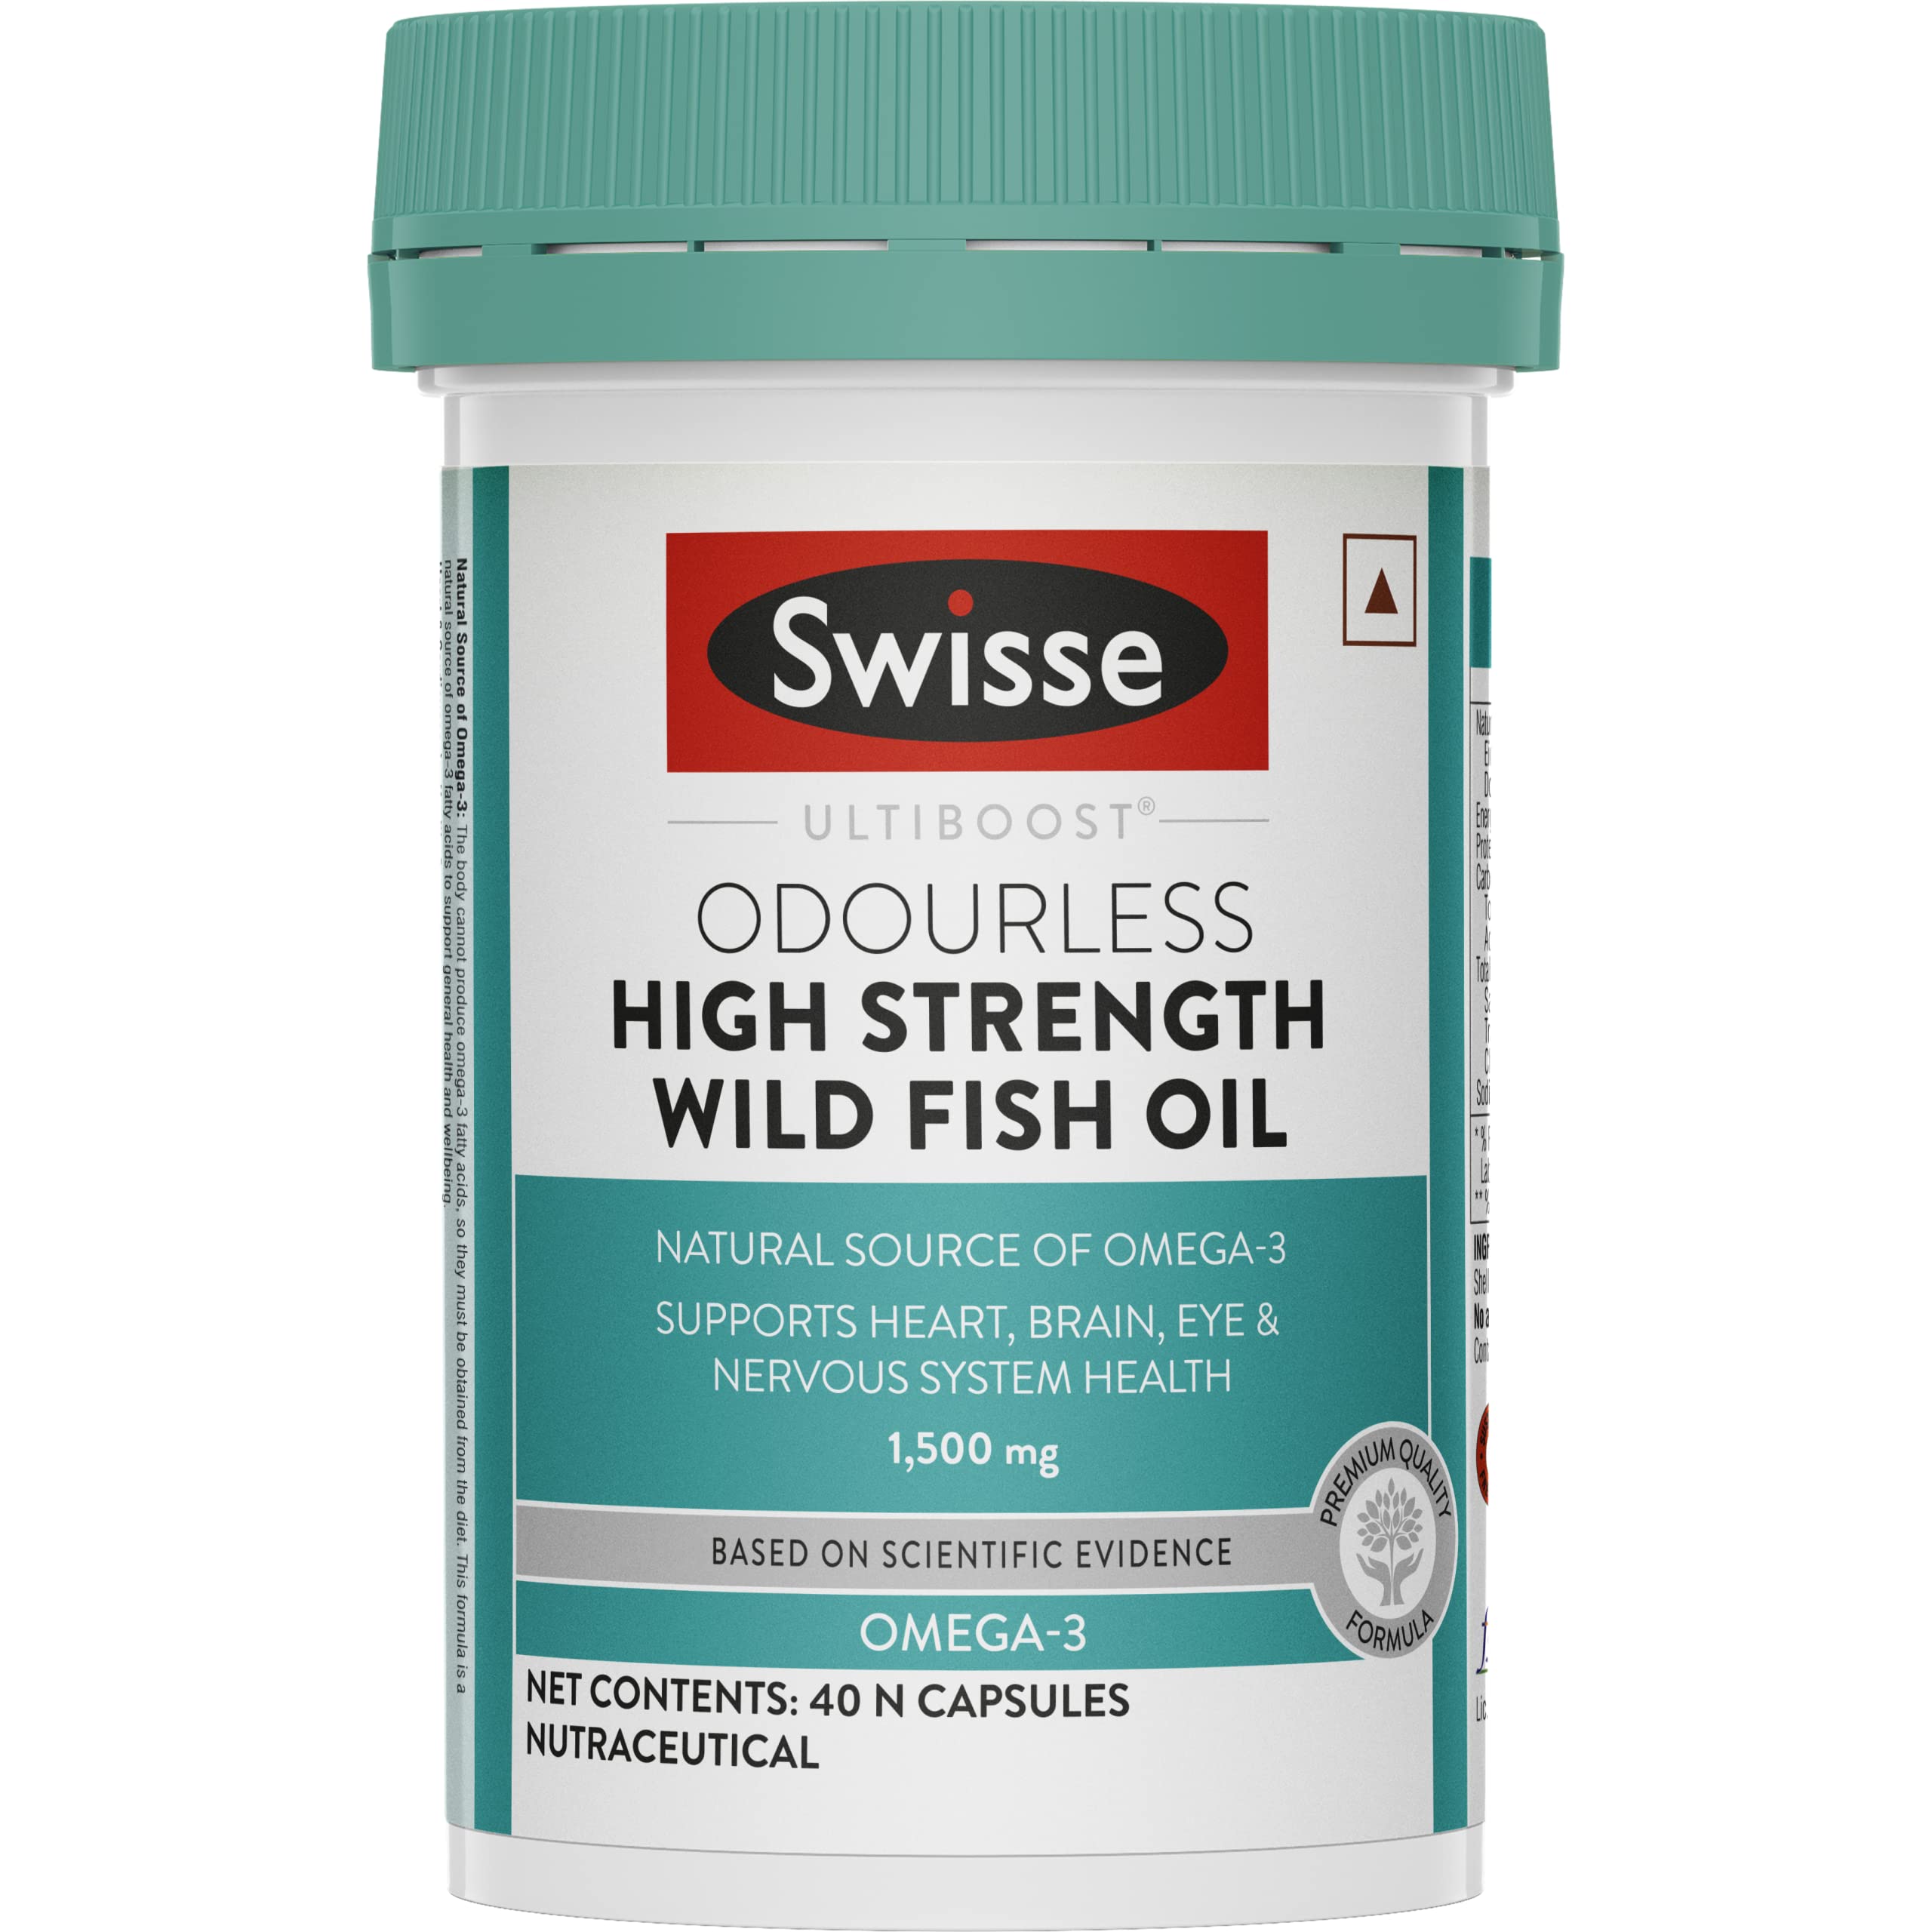 Swisse
ULTIBOOST®
ODOURLESS
HIGH STRENGTH
WILD FISH OIL
NATURAL SOURCE OF OMEGA-3
SUPPORTS HEART, BRAIN, EYE &
NERVOUS SYSTEM HEALTH
1,500 mg
BASED ON SCIENTIFIC EVIDENCE
PREMIUM QUALITY
FORMULA
OMEGA-3
NET CONTENTS: 40 N CAPSULES
NUTRACEUTICAL
Natural Source of Omega-3: The body cannot produce omega-3 fatty acids, so they must be obtained from the diet. This formula is a
natural source of omega-3 fatty acids to support general health and wellbeing.